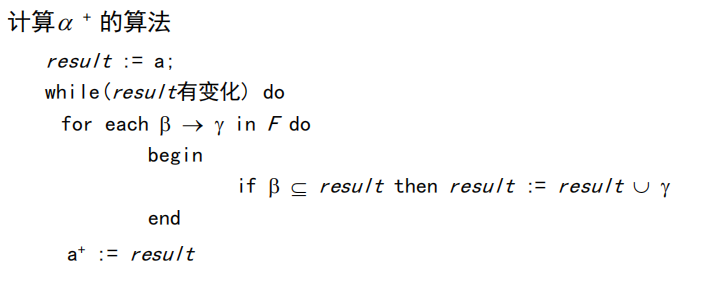 计算α⁺的算法
result := a;
while(result有变化) do
for each β → γ in F do
begin
if β ⊆ result then result := result ∪ γ
end
a⁺ := result